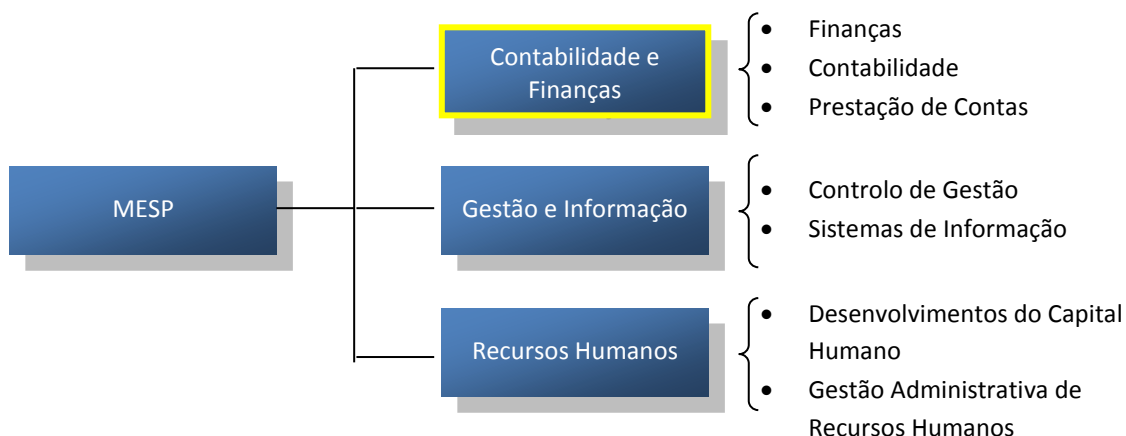 MESP
Contabilidade e
Finanças
• Finanças
• Contabilidade
• Prestação de Contas
Gestão e Informação
• Controlo de Gestão
• Sistemas de Informação
Recursos Humanos
• Desenvolvimentos do Capital
Humano
• Gestão Administrativa de
Recursos Humanos